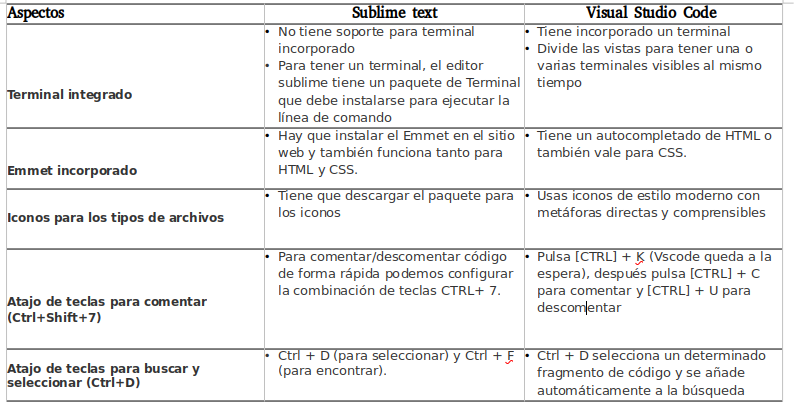 Aspectos Sublime text Visual Studio Code
Terminal integrado
• No tiene soporte para terminal
incorporado
• Para tener un terminal, el editor
sublime tiene un paquete de Terminal
que debe instalarse para ejecutar la
línea de comando
• Tiene incorporado un terminal
• Divide las vistas para tener una o
varias terminales visibles al mismo
tiempo
Emmet incorporado
• Hay que instalar el Emmet en el sitio
web y también funciona tanto para
HTML y CSS.
• Tiene un autocompletado de HTML o
también vale para CSS.
Iconos para los tipos de archivos
• Tiene que descargar el paquete para
los iconos
• Usas iconos de estilo moderno con
metáforas directas y comprensibles
Atajo de teclas para comentar
(Ctrl+Shift+7)
• Para comentar/descomentar código
de forma rápida podemos configurar
la combinación de teclas CTRL+ 7.
• Pulsa [CTRL] + K (Vscode queda a la
espera), después pulsa [CTRL] + C
para comentar y [CTRL] + U para
descomentar
Atajo de teclas para buscar y
seleccionar (Ctrl+D)
• Ctrl + D (para seleccionar) y Ctrl + F
(para encontrar).
• Ctrl + D selecciona un determinado
fragmento de código y se añade
automáticamente a la búsqueda